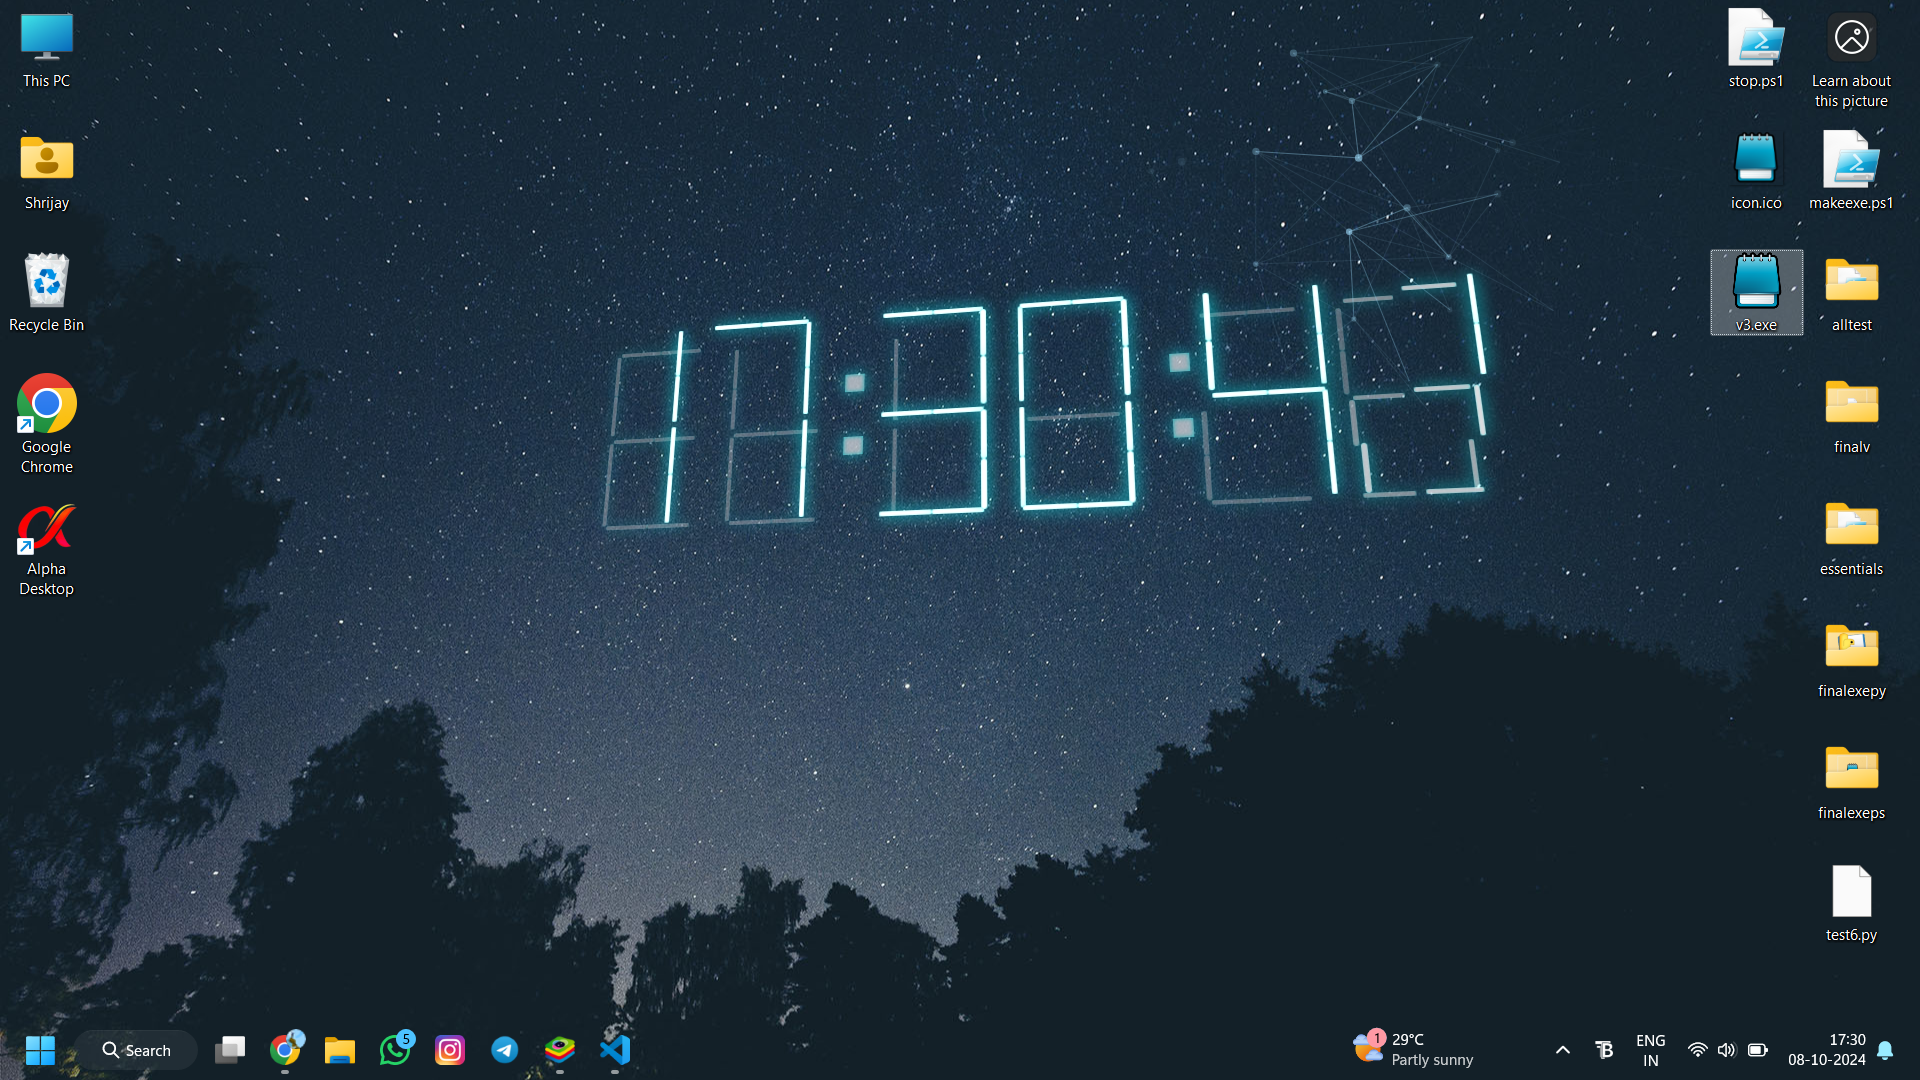 This PC
Shrijay
Recycle Bin
Google
Chrome
Alpha
Desktop
17:30:43
stop.ps1
Learn about
this picture
icon.ico
makeexe.ps1
v3.exe
alltest
finalv
essentials
finalexepy
finalexeps
test6.py
Search
5
1
29°C
Partly sunny
ENG
IN
17:30
08-10-2024